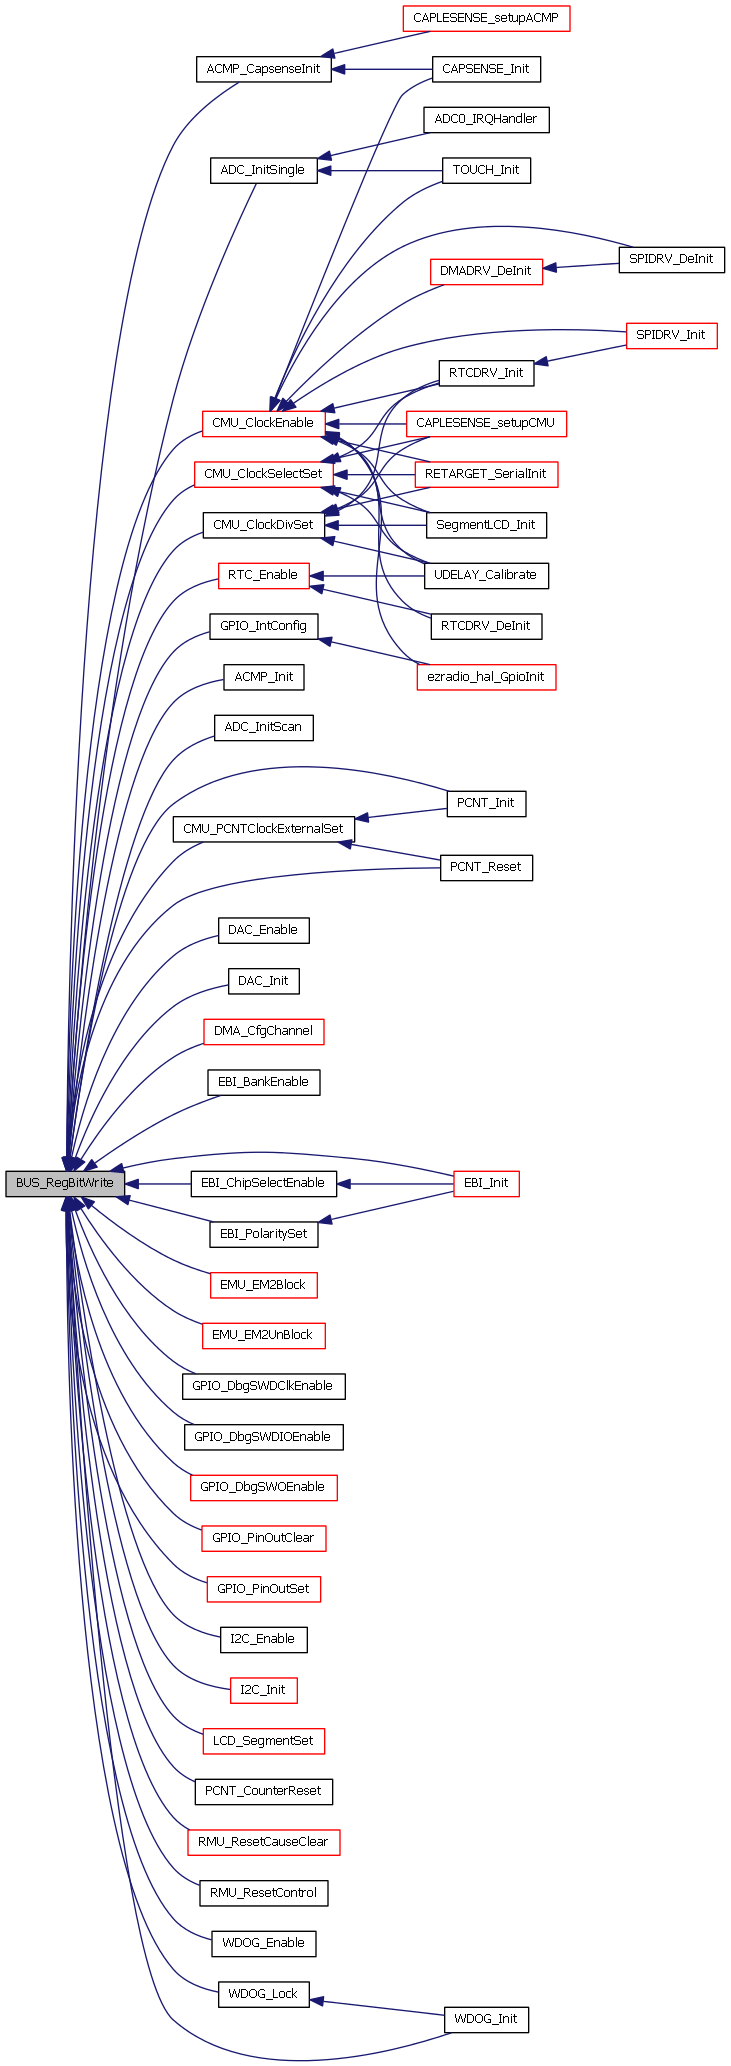 CAPLESENSE_setupACMP
ACMP_CapsenseInit
CAPSENSE_Init
ADC0_IRQHandler
ADC_InitSingle
TOUCH_Init
SPIDRV_DeInit
DMADRV_DeInit
SPIDRV_Init
RTCDRV_Init
CMU_ClockEnable
CAPLESENSE_setupCMU
CMU_ClockSelectSet
RETARGET_SerialInit
CMU_ClockDivSet
SegmentLCD_Init
RTC_Enable
UDELAY_Calibrate
GPIO_IntConfig
RTCDRV_DeInit
ACMP_Init
ezradio_hal_GpioInit
ADC_InitScan
PCNT_Init
CMU_PCNTClockExternalSet
PCNT_Reset
DAC_Enable
DAC_Init
DMA_CfgChannel
EBI_BankEnable
BUS_RegBitWrite
EBI_ChipSelectEnable
EBI_Init
EBI_PolaritySet
EMU_EM2Block
EMU_EM2UnBlock
GPIO_DbgSWDClkEnable
GPIO_DbgSWDIOEnable
GPIO_DbgSWOEnable
GPIO_PinOutClear
GPIO_PinOutSet
I2C_Enable
I2C_Init
LCD_SegmentSet
PCNT_CounterReset
RMU_ResetCauseClear
RMU_ResetControl
WDOG_Enable
WDOG_Lock
WDOG_Init